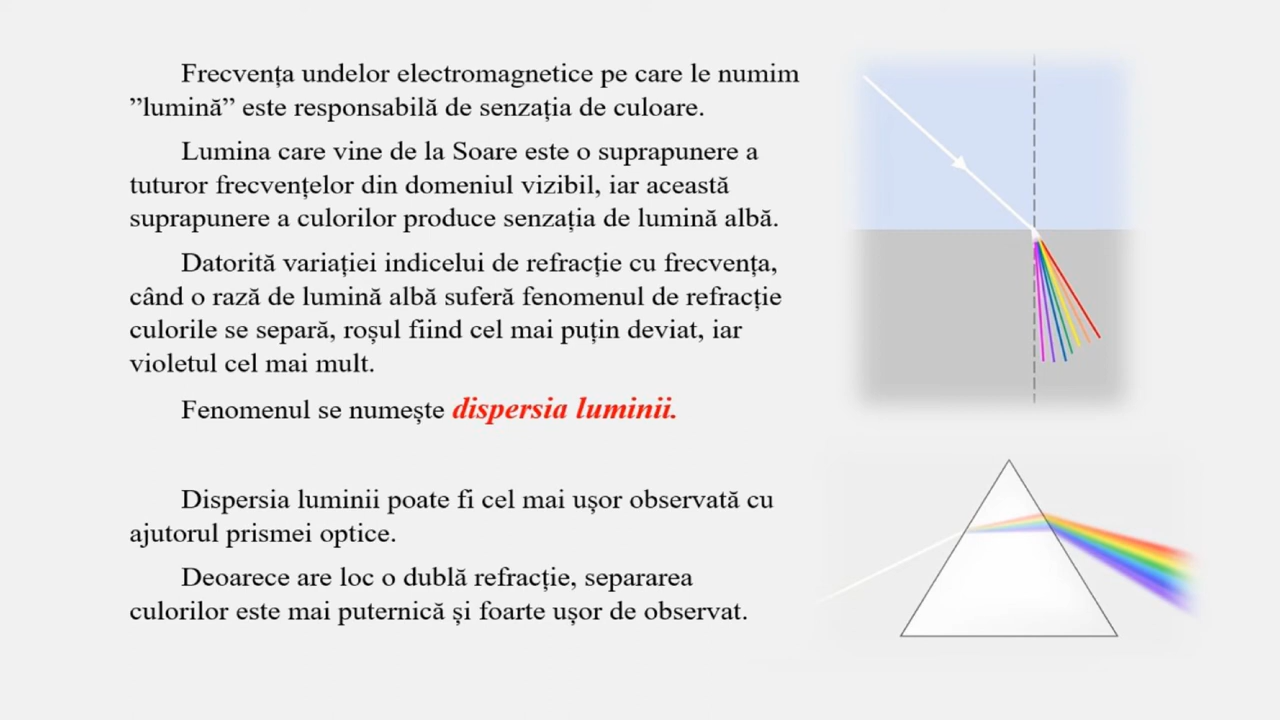 Frecvența undelor electromagnetice pe care le numim
”lumină” este responsabilă de senzația de culoare.
Lumina care vine de la Soare este o suprapunere a
tuturor frecvențelor din domeniul vizibil, iar această
suprapunere a culorilor produce senzația de lumină albă.
Datorită variației indicelui de refracție cu frecvența,
când o rază de lumină albă suferă fenomenul de refracție
culorile se separă, roșul fiind cel mai puțin deviat, iar
violetul cel mai mult.
Fenomenul se numește dispersia luminii.
Dispersia luminii poate fi cel mai ușor observată cu
ajutorul prismei optice.
Deoarece are loc o dublă refracție, separarea
culorilor este mai puternică și foarte ușor de observat.